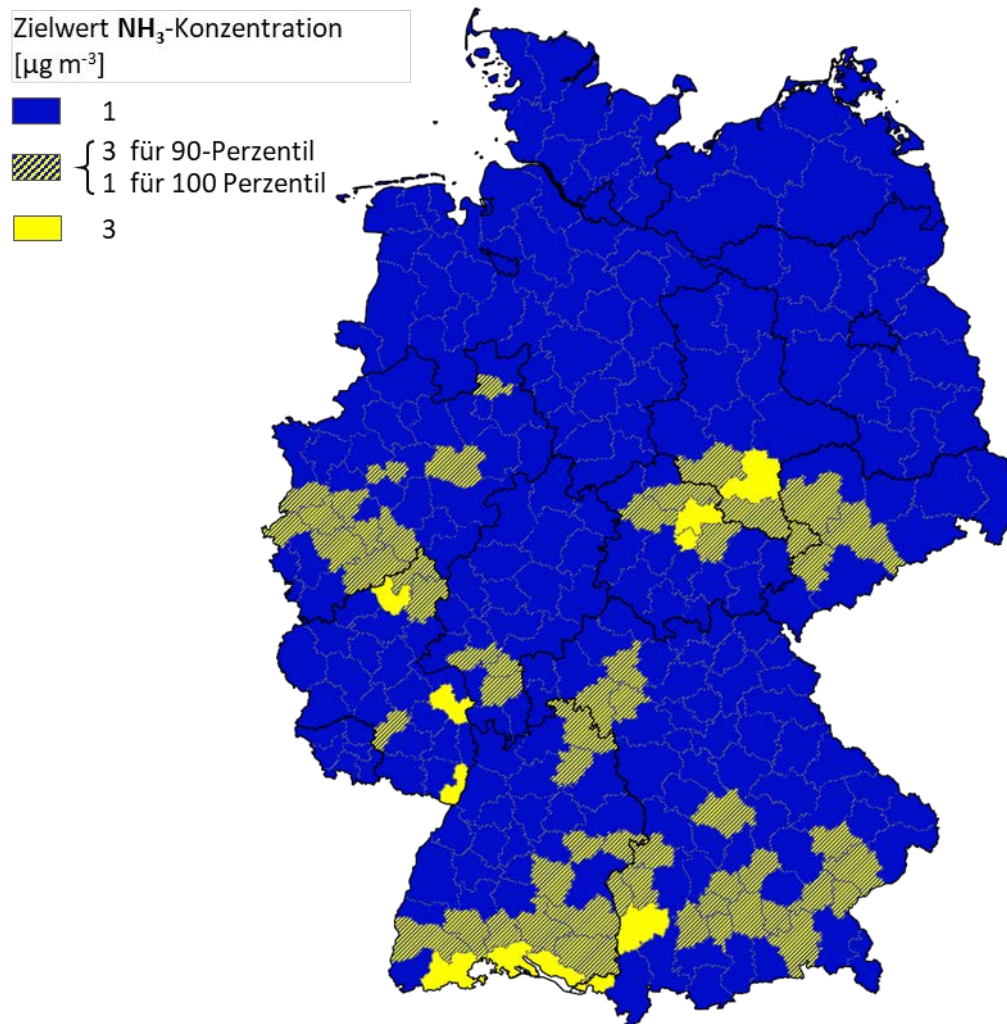 Zielwert NH₃-Konzentration
[µg m⁻³]
1
3 für 90-Perzentil
1 für 100 Perzentil
3